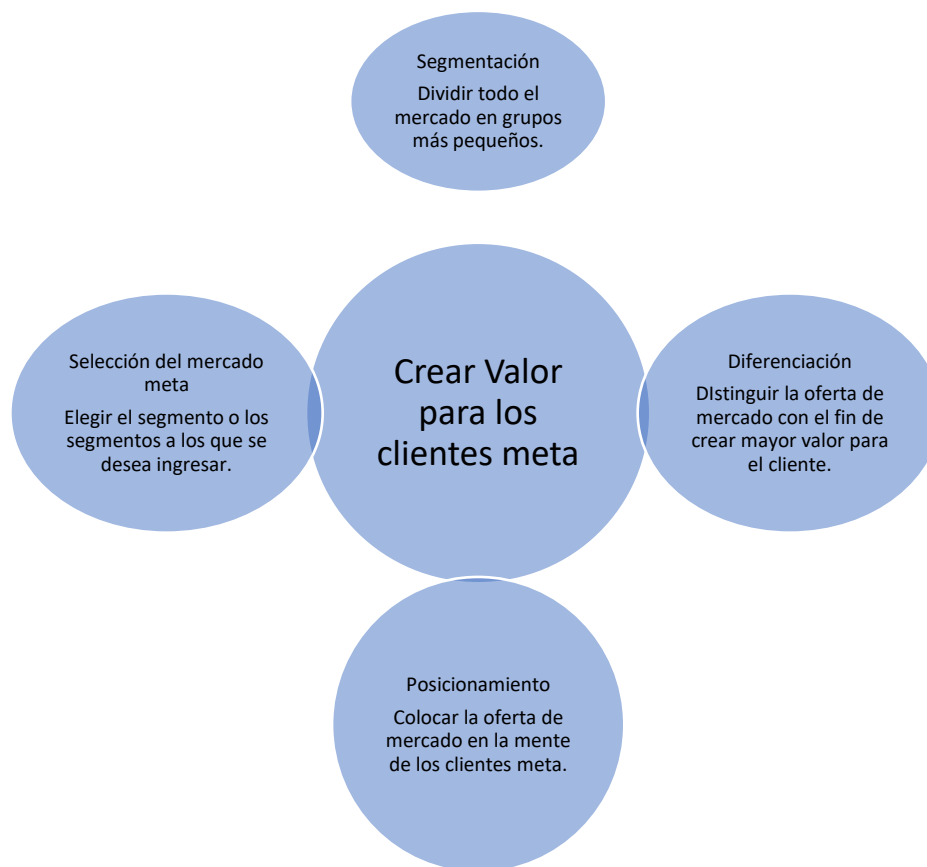 Segmentación
Dividir todo el
mercado en grupos
más pequeños.
Selección del mercado
meta
Elegir el segmento o los
segmentos a los que se
desea ingresar.
Crear Valor
para los
clientes meta
Diferenciación
DIstinguir la oferta de
mercado con el fin de
crear mayor valor para
el cliente.
Posicionamiento
Colocar la oferta de
mercado en la mente
de los clientes meta.